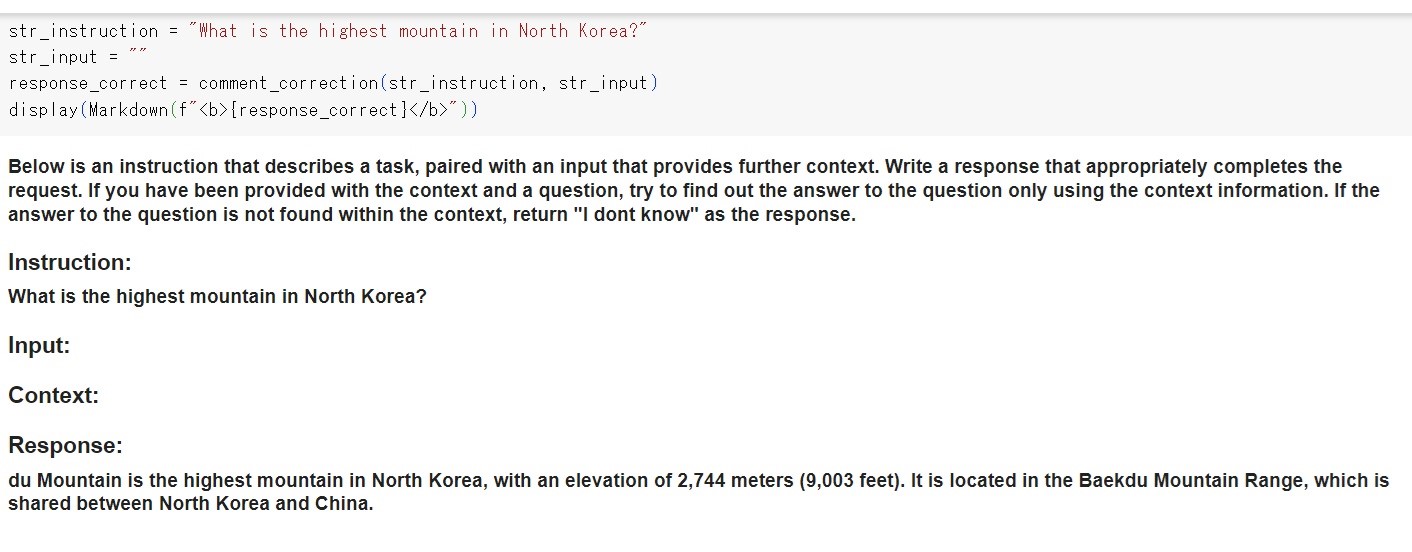 str_instruction = "What is the highest mountain in North Korea?"
str_input = ""
response_correct = comment_correction(str_instruction, str_input)
display(Markdown(f"<b>[response_correct]</b>"))
Below is an instruction that describes a task, paired with an input that provides further context. Write a response that appropriately completes the
request. If you have been provided with the context and a question, try to find out the answer to the question only using the context information. If the
answer to the question is not found within the context, return "I dont know" as the response.
Instruction:
What is the highest mountain in North Korea?
Input:
Context:
Response:
du Mountain is the highest mountain in North Korea, with an elevation of 2,744 meters (9,003 feet). It is located in the Baekdu Mountain Range, which is
shared between North Korea and China.